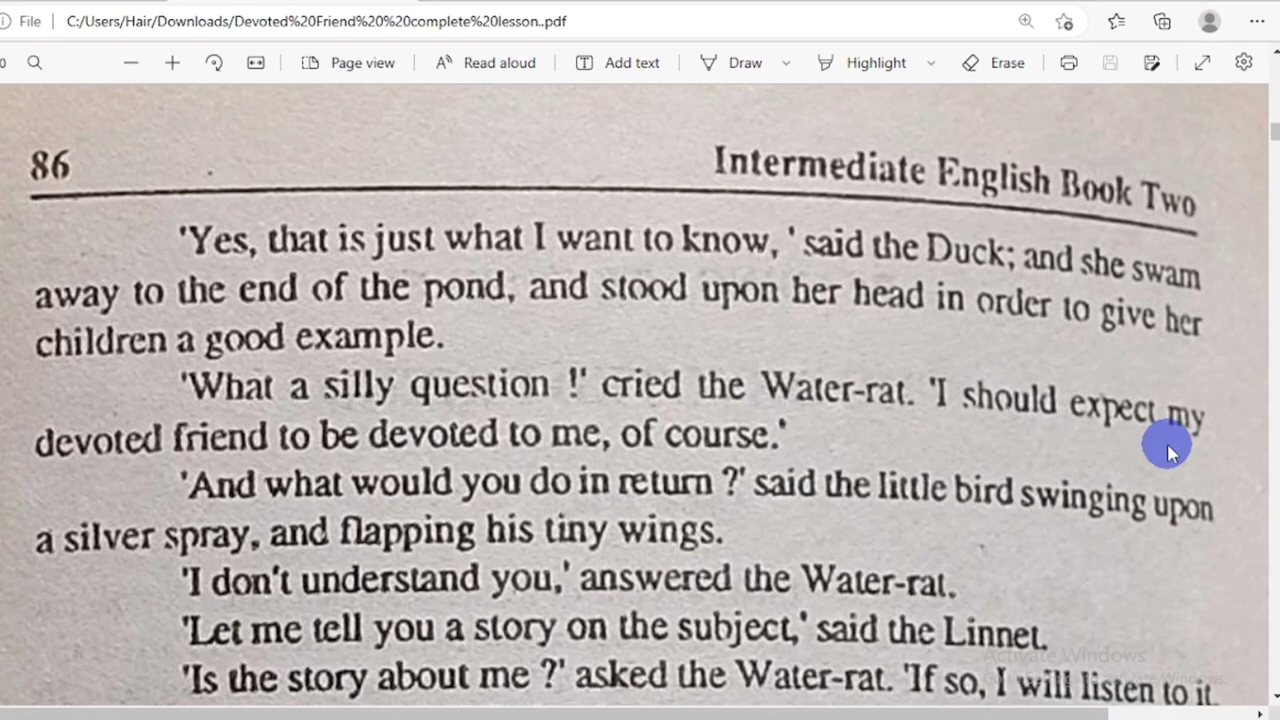 File C:/Users/Hair/Downloads/Devoted%20Friend%20%20complete%20lesson..pdf
Page view Read aloud Add text Draw Highlight Erase
86 Intermediate English Book Two
'Yes, that is just what I want to know, ' said the Duck; and she swam
away to the end of the pond, and stood upon her head in order to give her
children a good example.
'What a silly question !' cried the Water-rat. 'I should expect my
devoted friend to be devoted to me, of course.'
'And what would you do in return ?' said the little bird swinging upon
a silver spray, and flapping his tiny wings.
'I don't understand you,' answered the Water-rat.
'Let me tell you a story on the subject,' said the Linnet.
Activate Windows
'Is the story about me ?' asked the Water-rat. 'If so, I will listen to it